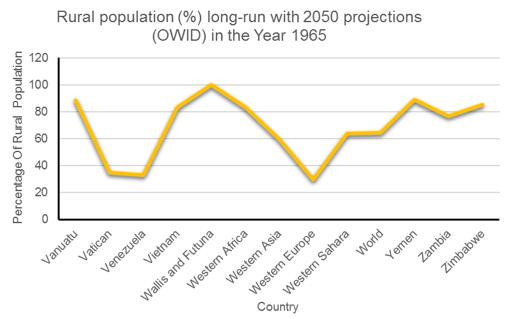 Rural population (%) long-run with 2050 projections
(OWID) in the Year 1965
Percentage Of Rural Population
120
100
80
60
40
20
0
Vanuatu
Vatican
Venezuela
Vietnam
Wallis and Futuna
Western Africa
Western Asia
Western Europe
Western Sahara
World
Yemen
Zambia
Zimbabwe
Country